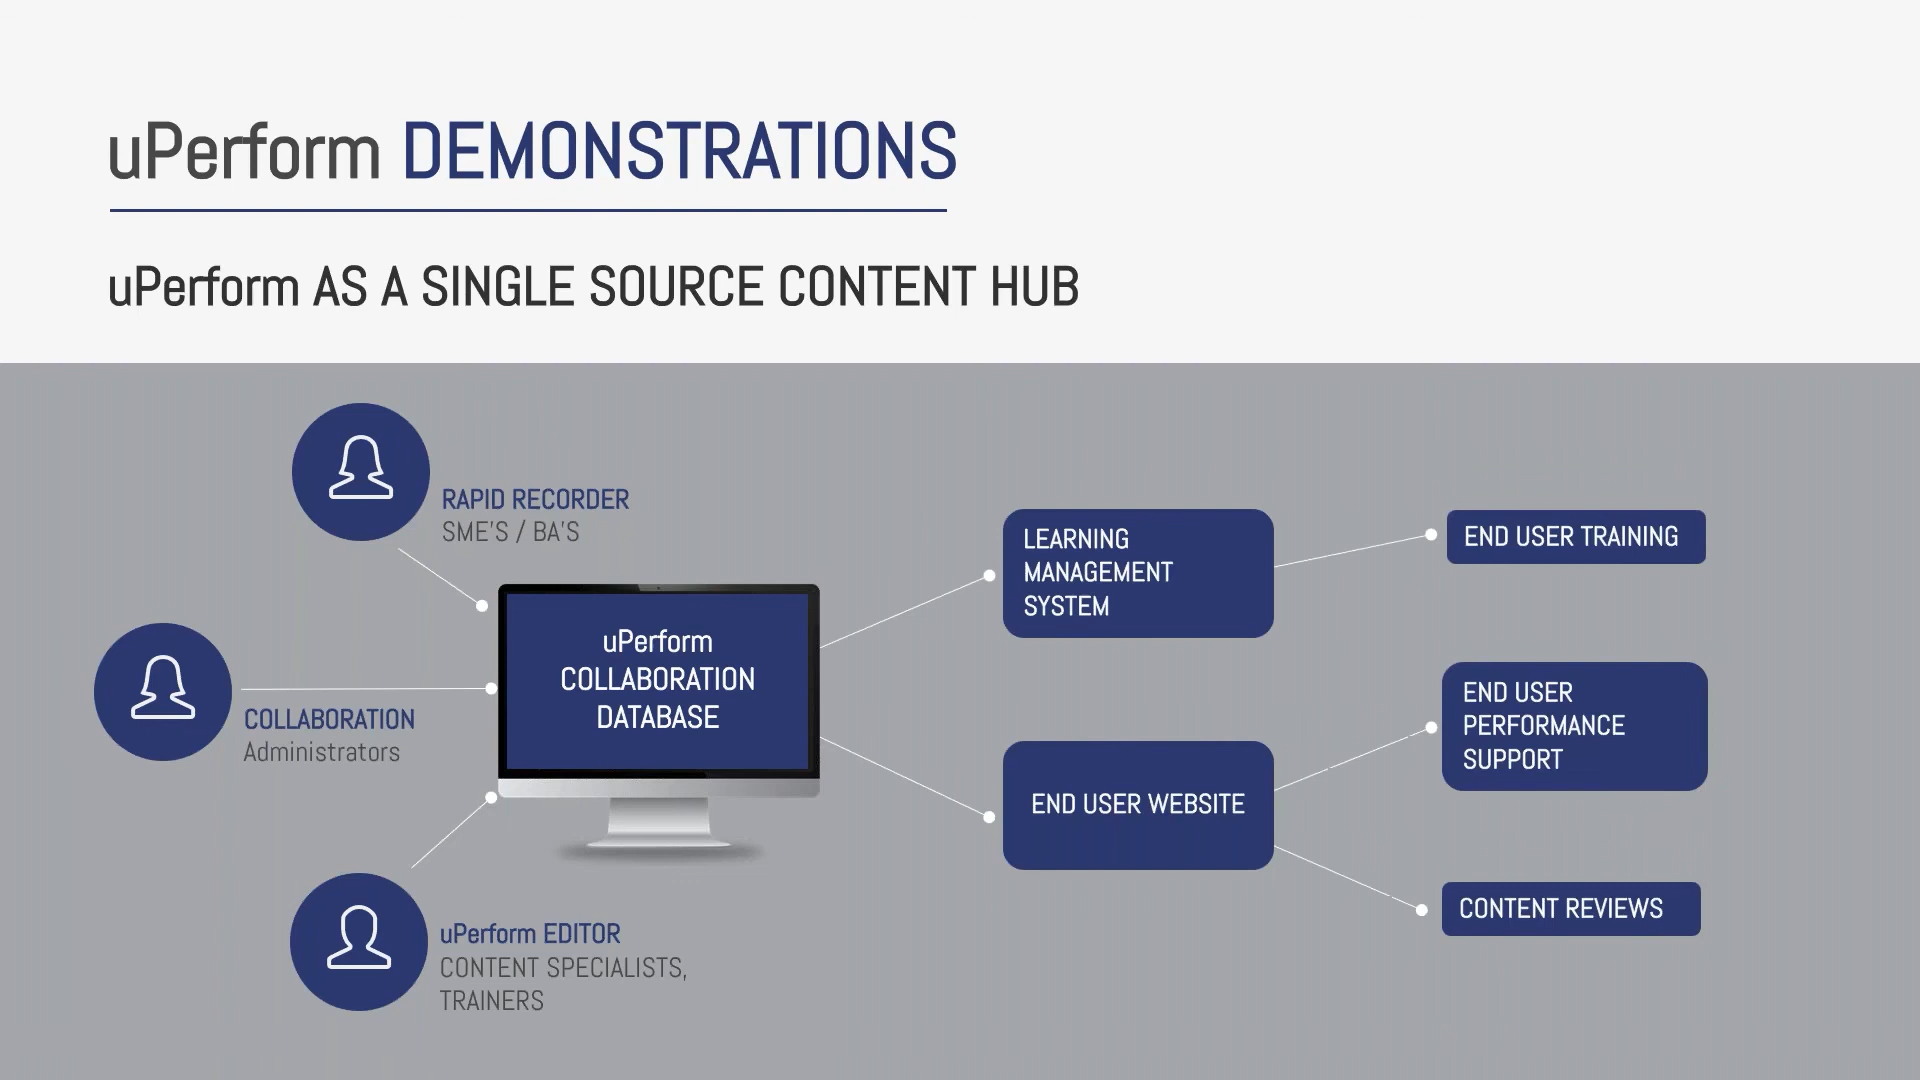 uPerform DEMONSTRATIONS
uPerform AS A SINGLE SOURCE CONTENT HUB
RAPID RECORDER
SME'S / BA'S
COLLABORATION
Administrators
uPerform EDITOR
CONTENT SPECIALISTS,
TRAINERS
uPerform
COLLABORATION
DATABASE
LEARNING
MANAGEMENT
SYSTEM
END USER WEBSITE
END USER TRAINING
END USER
PERFORMANCE
SUPPORT
CONTENT REVIEWS